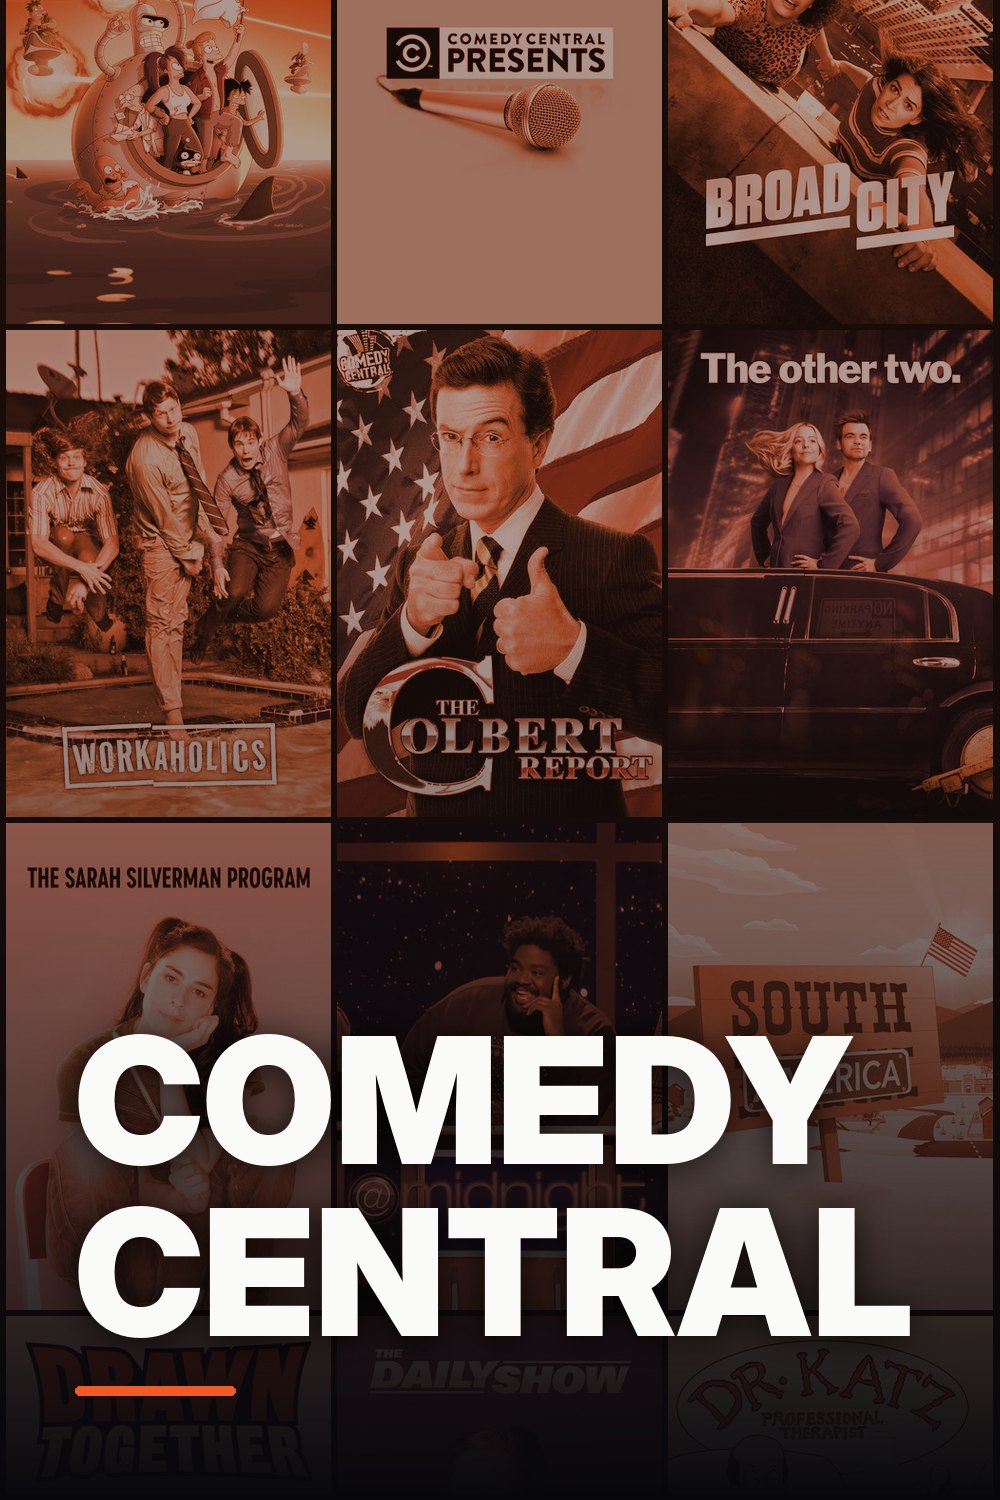 COMEDY CENTRAL
PRESENTS
BROAD CITY
WORKAHOLICS
COMEDY
CENTRAL
THE
COLBERT
REPORT
The other two.
NO PARKING
ANYTIME
THE SARAH SILVERMAN PROGRAM
@midnight
SOUTH
COMEDY
CENTRAL
DRAWN
TOGETHER
THE
DAILY SHOW
DR. KATZ
PROFESSIONAL
THERAPIST